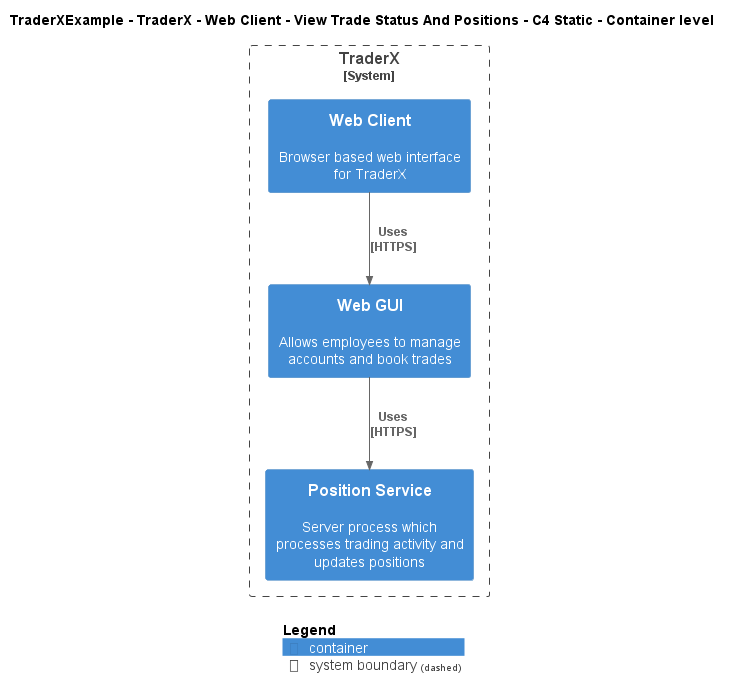 TraderXExample - TraderX - Web Client - View Trade Status And Positions - C4 Static - Container level
TraderX
[System]
Web Client
Browser based web interface
for TraderX
Uses
[HTTPS]
Web GUI
Allows employees to manage
accounts and book trades
Uses
[HTTPS]
Position Service
Server process which
processes trading activity and
updates positions
Legend
container
system boundary (dashed)